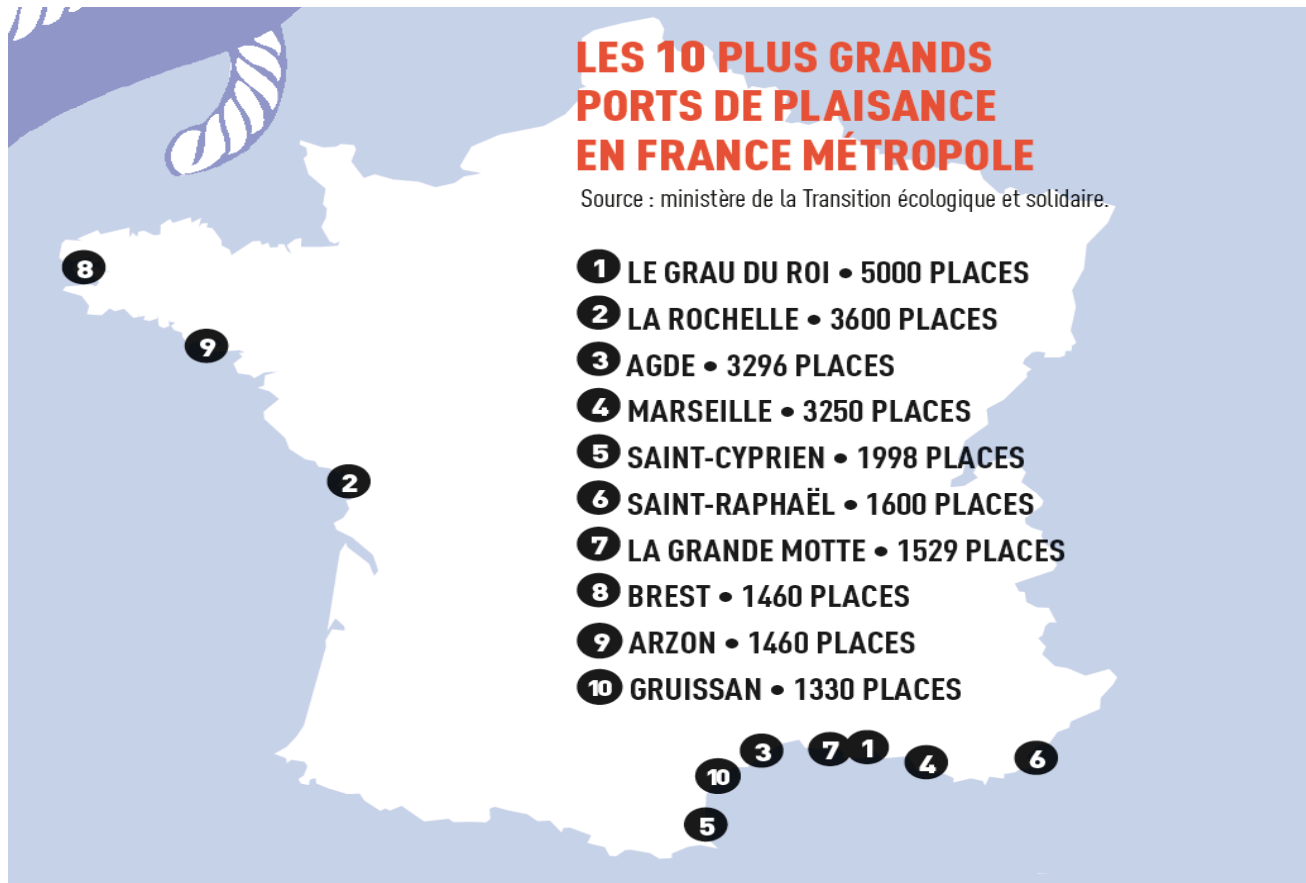 LES 10 PLUS GRANDS
PORTS DE PLAISANCE
EN FRANCE MÉTROPOLE
Source : ministère de la Transition écologique et solidaire.
1 LE GRAU DU ROI • 5000 PLACES
2 LA ROCHELLE • 3600 PLACES
3 AGDE • 3296 PLACES
4 MARSEILLE • 3250 PLACES
5 SAINT-CYPRIEN • 1998 PLACES
6 SAINT-RAPHAËL • 1600 PLACES
7 LA GRANDE MOTTE • 1529 PLACES
8 BREST • 1460 PLACES
9 ARZON • 1460 PLACES
10 GRUISSAN • 1330 PLACES
8
9
2
3
7
1
4
6
10
5